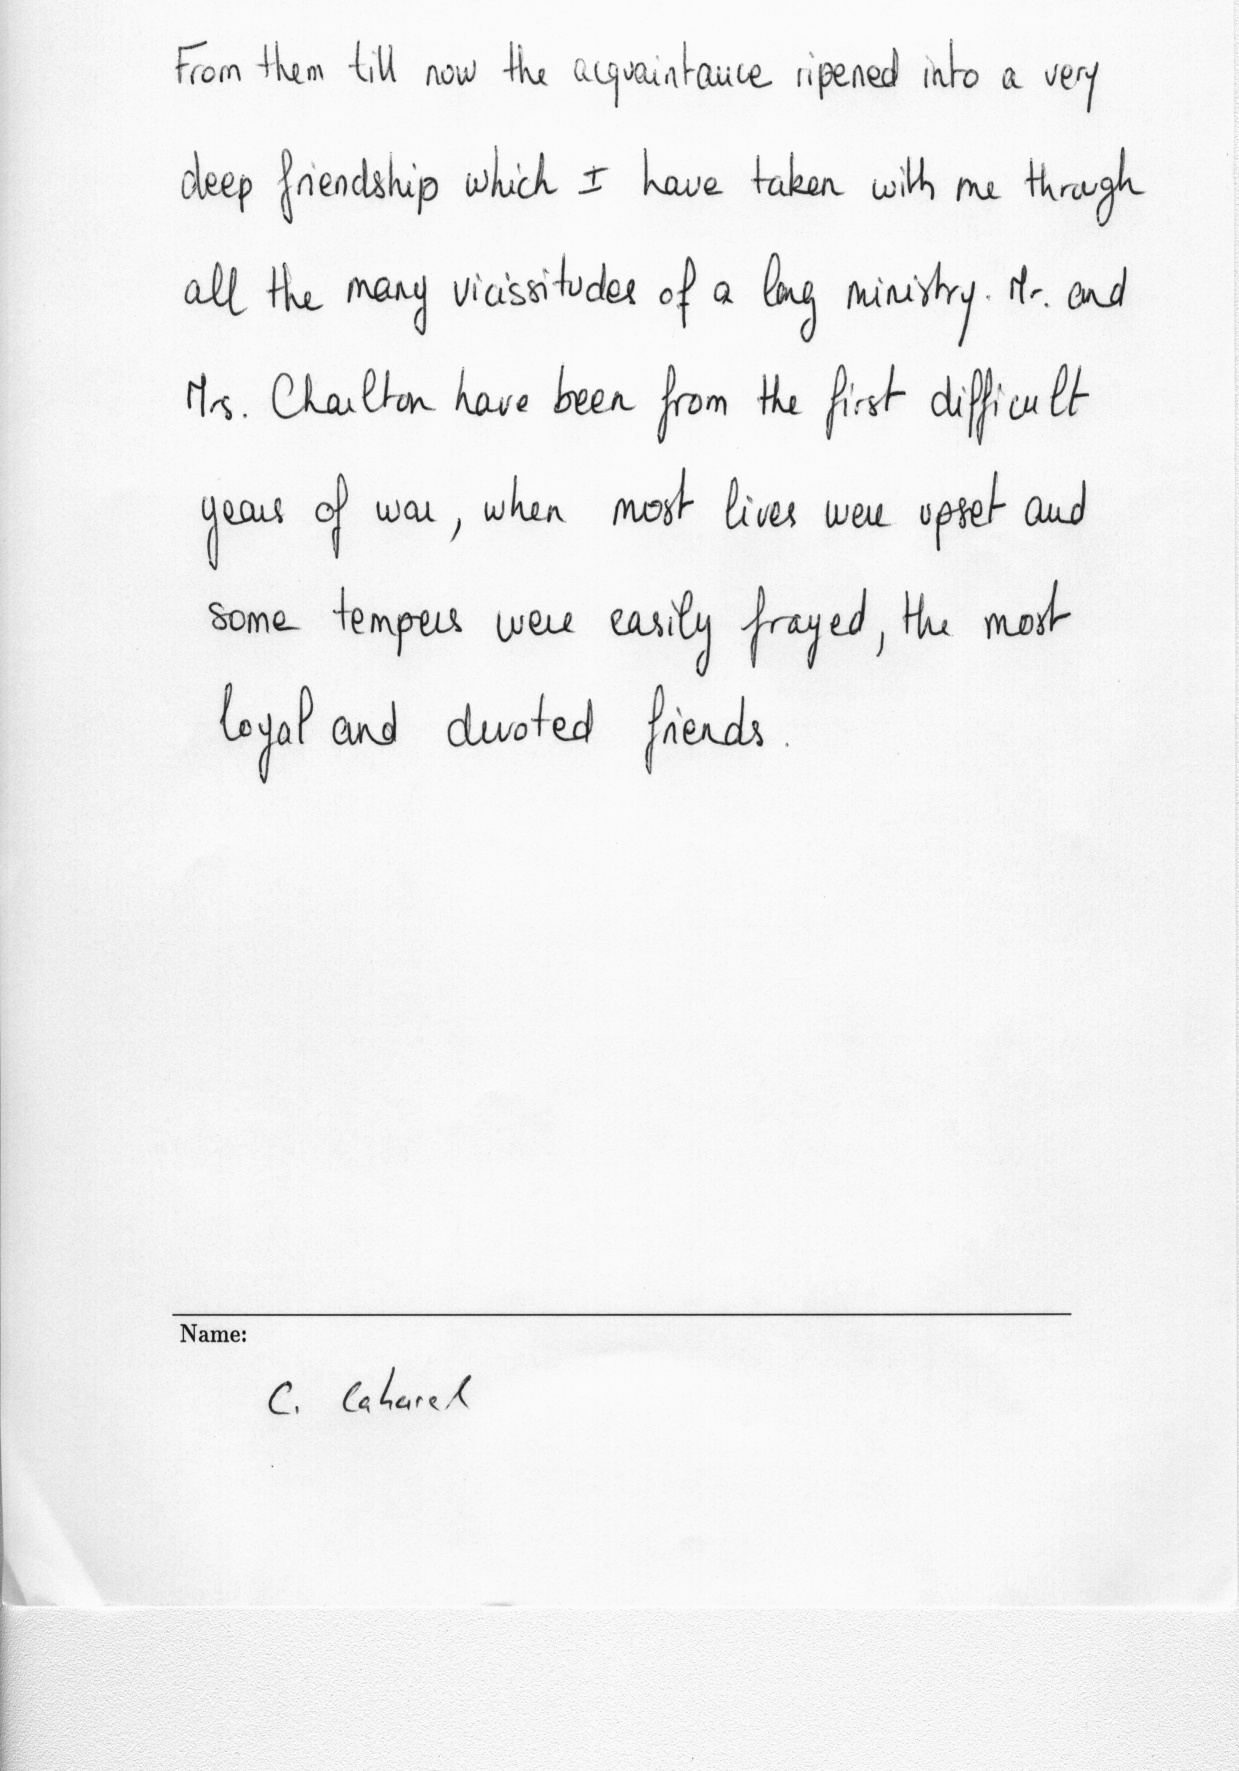 From them till now the acquaintance ripened into a very
deep friendship which I have taken with me through
all the many vicissitudes of a long ministry. Mr. and
Mrs. Charlton have been from the first difficult
years of war, when most lives were upset and
some tempers were easily frayed, the most
loyal and devoted friends.
Name:
C.